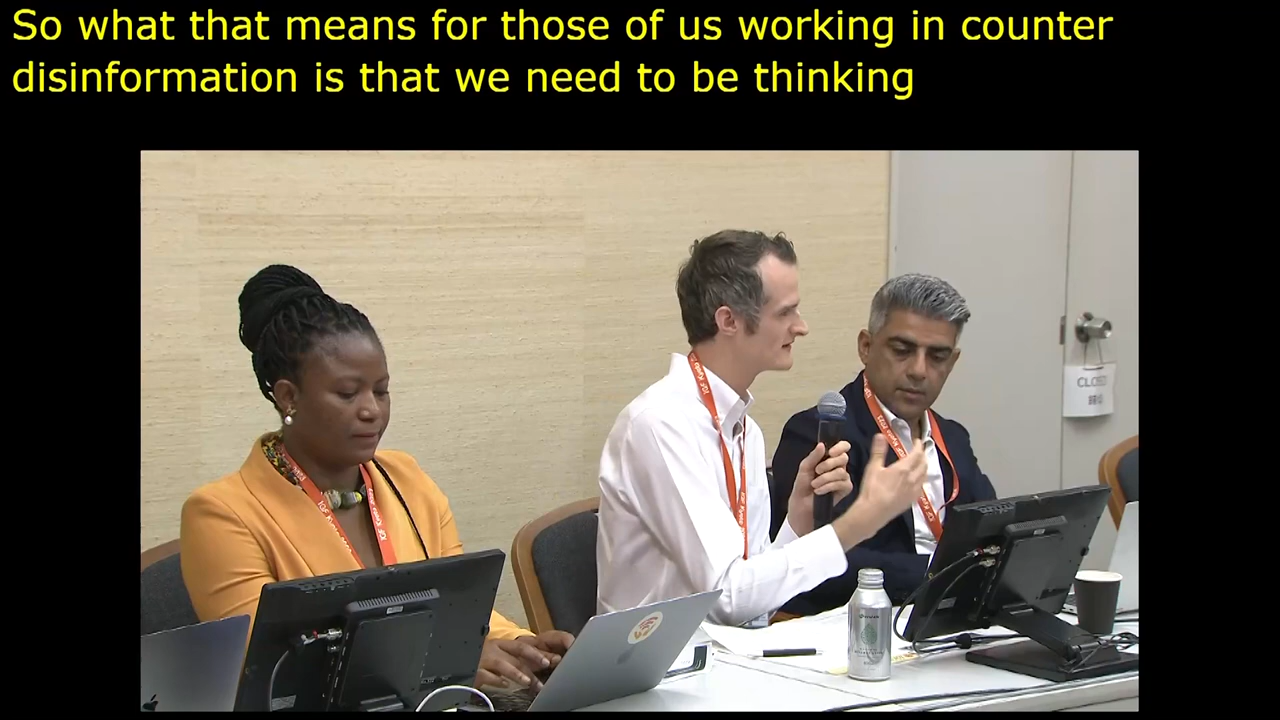 So what that means for those of us working in counter
disinformation is that we need to be thinking
CLOSED